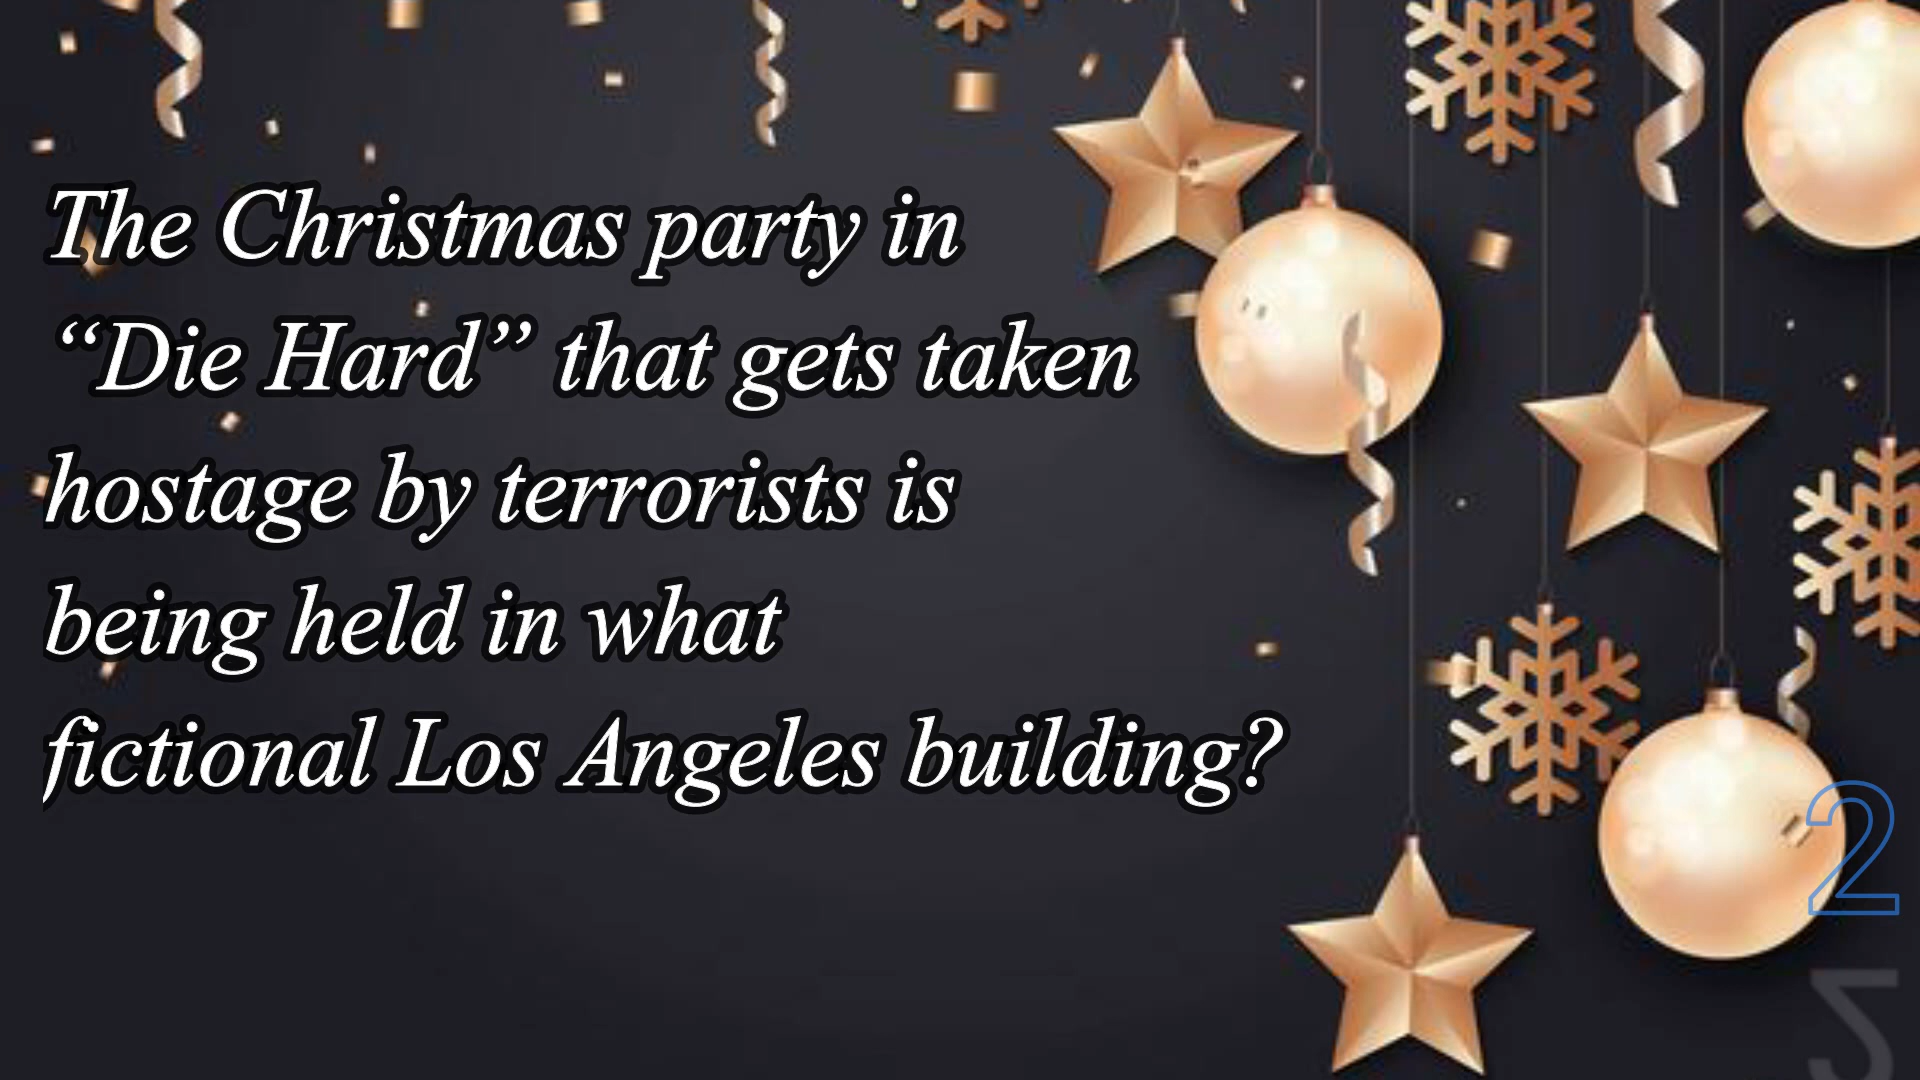 The Christmas party in
“Die Hard” that gets taken
hostage by terrorists is
being held in what
fictional Los Angeles building?
2